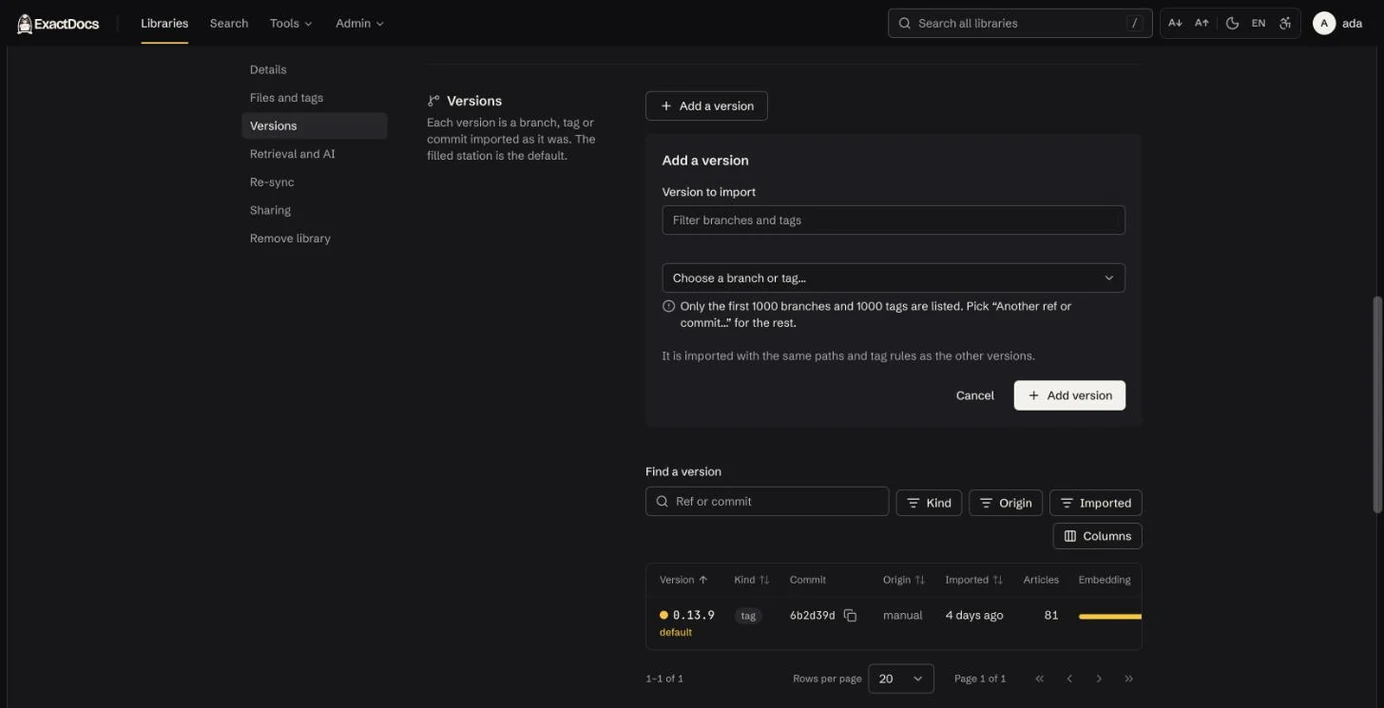 ExactDocs
Libraries
Search
Tools
Admin
Search all libraries
/
A↓
A↑
EN
A
ada
Details
Files and tags
Versions
Retrieval and AI
Re-sync
Sharing
Remove library
Versions
Each version is a branch, tag or
commit imported as it was. The
filled station is the default.
Add a version
Add a version
Version to import
Filter branches and tags
Choose a branch or tag…
Only the first 1000 branches and 1000 tags are listed. Pick “Another ref or
commit…” for the rest.
It is imported with the same paths and tag rules as the other versions.
Cancel
Add version
Find a version
Ref or commit
Kind
Origin
Imported
Columns
Version ↑ Kind ↑↓ Commit Origin ↑↓ Imported ↑↓ Articles Embedding
0.13.9 tag 6b2d39d manual 4 days ago 81
default
1–1 of 1
Rows per page 20
Page 1 of 1